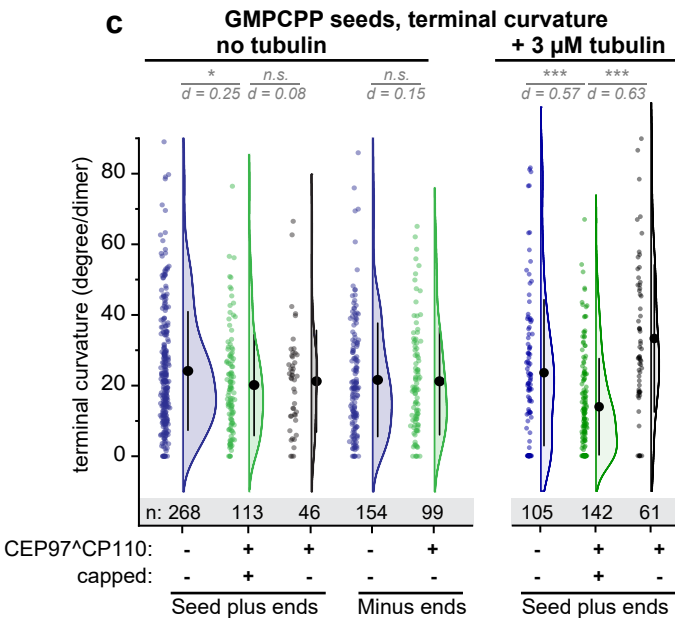 c
GMPCPP seeds, terminal curvature
no tubulin
+ 3 µM tubulin
* n.s. n.s. *** ***
d = 0.25 d = 0.08 d = 0.15 d = 0.57 d = 0.63
terminal curvature (degree/dimer)
80
60
40
20
0
n: 268 113 46 154 99 105 142 61
CEP97^CP110: - + + - + - + +
capped: - + - - - - + -
Seed plus ends Minus ends Seed plus ends